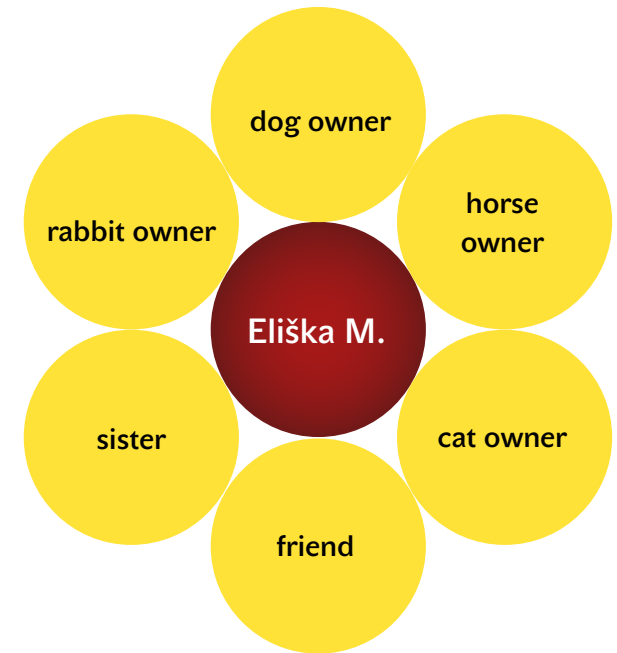 dog owner
horse
owner
rabbit owner
Eliška M.
sister
cat owner
friend